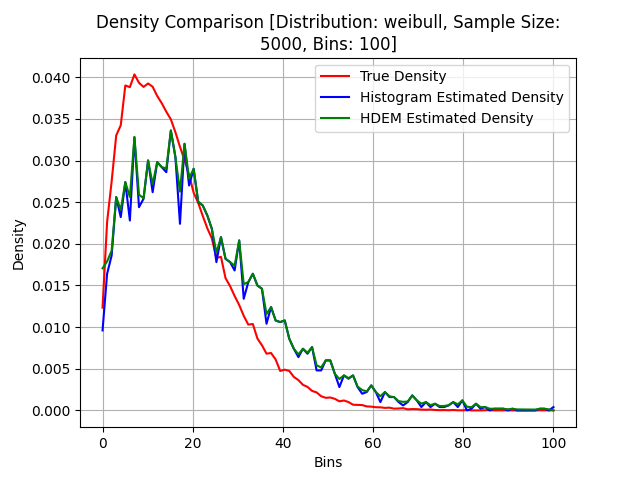 Density Comparison [Distribution: weibull, Sample Size:
5000, Bins: 100]
True Density
Histogram Estimated Density
HDEM Estimated Density
Density
0.040
0.035
0.030
0.025
0.020
0.015
0.010
0.005
0.000
0 20 40 60 80 100
Bins